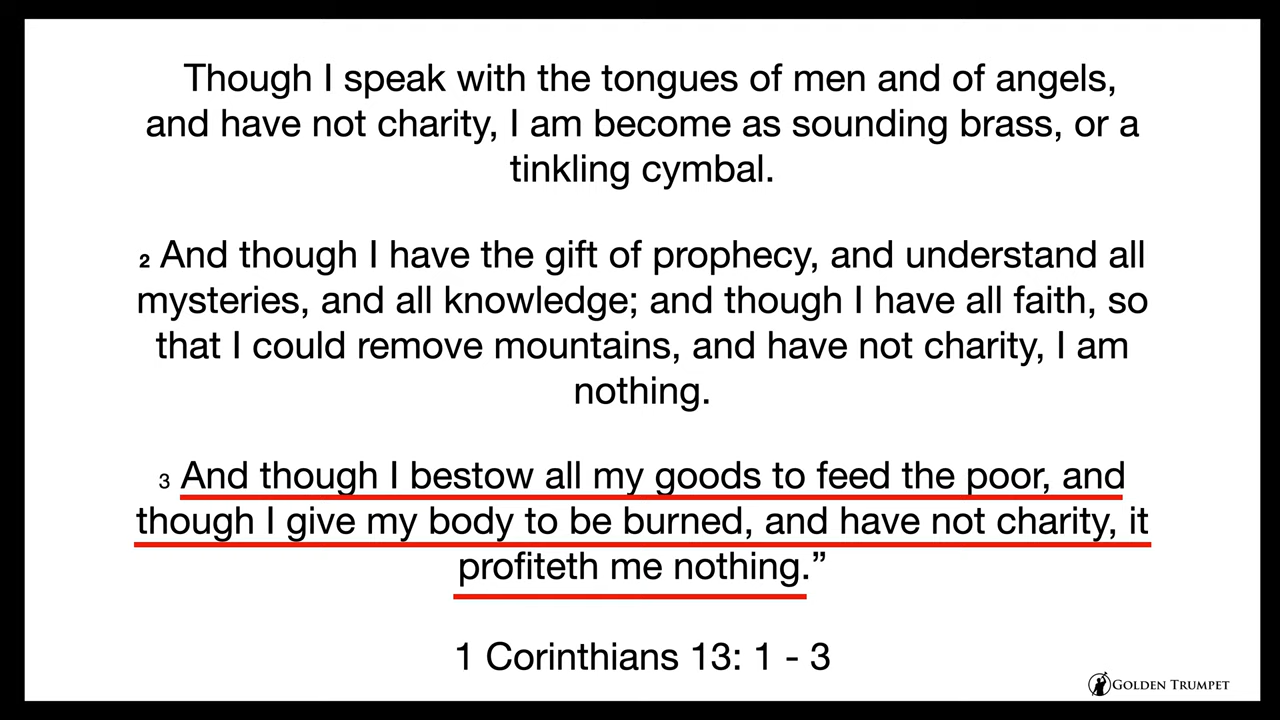 Though I speak with the tongues of men and of angels,
and have not charity, I am become as sounding brass, or a
tinkling cymbal.
2 And though I have the gift of prophecy, and understand all
mysteries, and all knowledge; and though I have all faith, so
that I could remove mountains, and have not charity, I am
nothing.
3 And though I bestow all my goods to feed the poor, and
though I give my body to be burned, and have not charity, it
profiteth me nothing.”
1 Corinthians 13: 1 - 3
GOLDEN TRUMPET